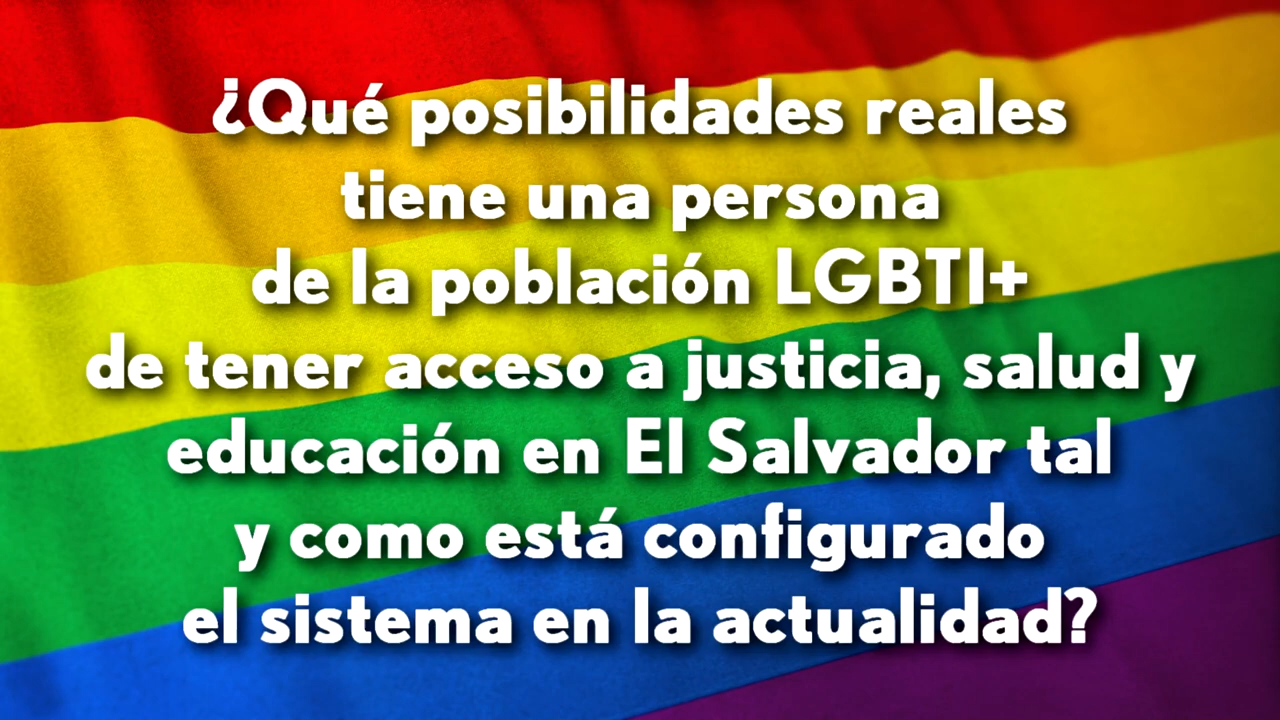 ¿Qué posibilidades reales
tiene una persona
de la población LGBTI+
de tener acceso a justicia, salud y
educación en El Salvador tal
y como está configurado
el sistema en la actualidad?